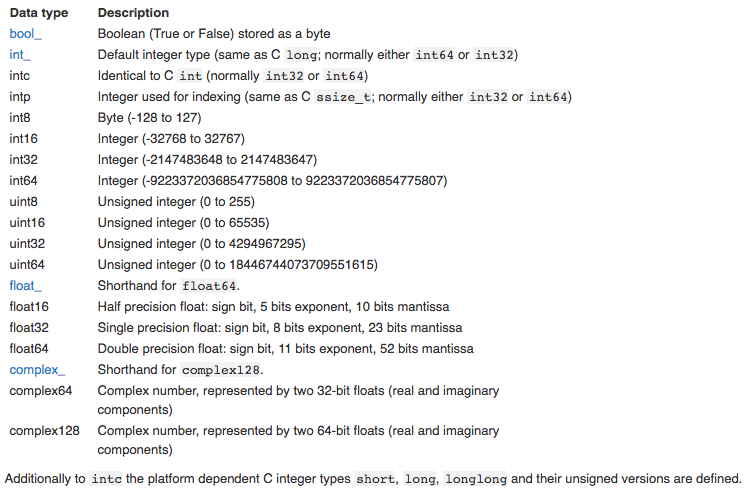 Data type Description
bool_ Boolean (True or False) stored as a byte
int_ Default integer type (same as C long; normally either int64 or int32)
intc Identical to C int (normally int32 or int64)
intp Integer used for indexing (same as C ssize_t; normally either int32 or int64)
int8 Byte (-128 to 127)
int16 Integer (-32768 to 32767)
int32 Integer (-2147483648 to 2147483647)
int64 Integer (-9223372036854775808 to 9223372036854775807)
uint8 Unsigned integer (0 to 255)
uint16 Unsigned integer (0 to 65535)
uint32 Unsigned integer (0 to 4294967295)
uint64 Unsigned integer (0 to 18446744073709551615)
float_ Shorthand for float64.
float16 Half precision float: sign bit, 5 bits exponent, 10 bits mantissa
float32 Single precision float: sign bit, 8 bits exponent, 23 bits mantissa
float64 Double precision float: sign bit, 11 bits exponent, 52 bits mantissa
complex_ Shorthand for complex128.
complex64 Complex number, represented by two 32-bit floats (real and imaginary
components)
complex128 Complex number, represented by two 64-bit floats (real and imaginary
components)
Additionally to intc the platform dependent C integer types short, long, longlong and their unsigned versions are defined.